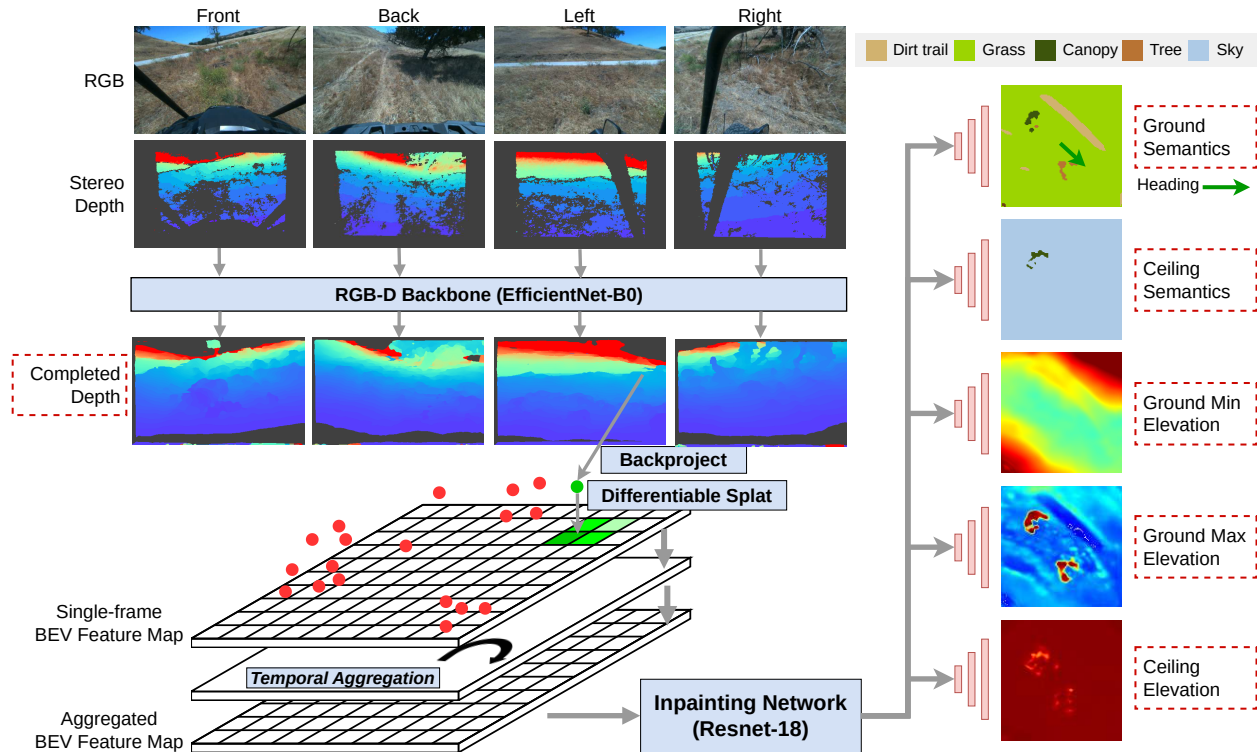 Front
Back
Left
Right
RGB
Stereo
Depth
RGB-D Backbone (EfficientNet-B0)
Completed
Depth
Backproject
Differentiable Splat
Single-frame
BEV Feature Map
Temporal Aggregation
Aggregated
BEV Feature Map
Inpainting Network
(Resnet-18)
Dirt trail
Grass
Canopy
Tree
Sky
Ground
Semantics
Heading
Ceiling
Semantics
Ground Min
Elevation
Ground Max
Elevation
Ceiling
Elevation